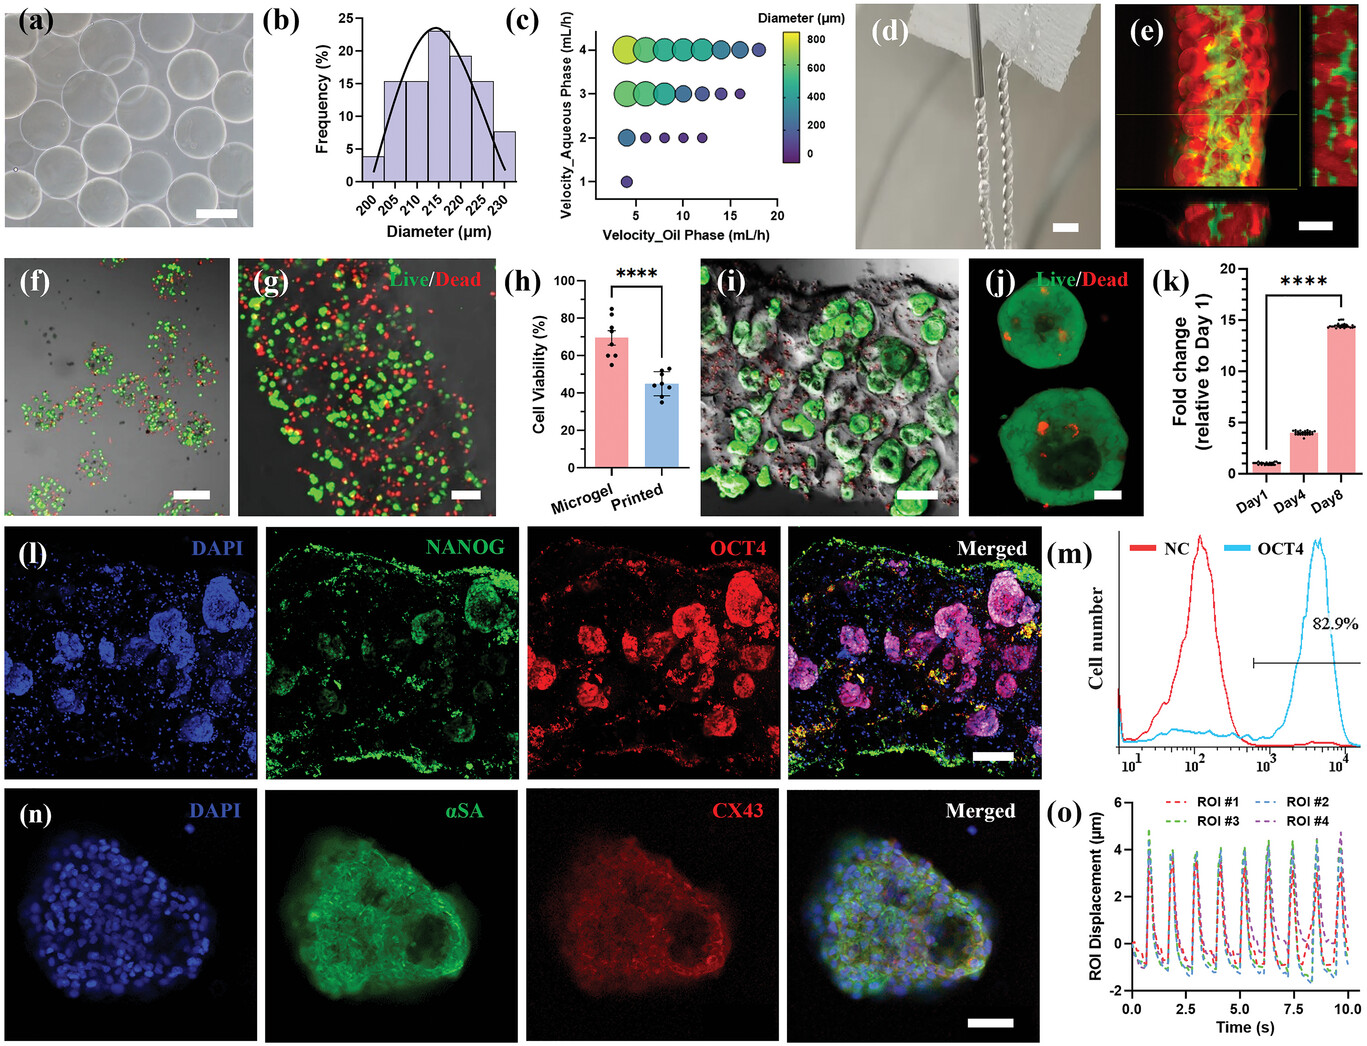 (a)
(b)
Frequency (%)
25
20
15
10
5
0
200
205
210
215
220
225
230
Diameter (μm)
(c)
Velocity_Aqueous Phase (mL/h)
4
3
2
1
5
10
15
20
Velocity_Oil Phase (mL/h)
Diameter (μm)
800
600
400
200
0
(d)
(e)
(f)
(g)
Live/Dead
(h)
Cell Viability (%)
100
80
60
40
20
0
****
Microgel
Printed
(i)
(j)
Live/Dead
(k)
Fold change
(relative to Day 1)
20
15
10
5
0
****
Day1
Day4
Day8
(l)
DAPI
NANOG
OCT4
Merged
(m)
NC
OCT4
Cell number
82.9%
10¹
10²
10³
10⁴
(n)
DAPI
αSA
CX43
Merged
(o)
ROI #1
ROI #2
ROI #3
ROI #4
ROI Displacement (μm)
6
4
2
0
-2
0.0
2.5
5.0
7.5
10.0
Time (s)